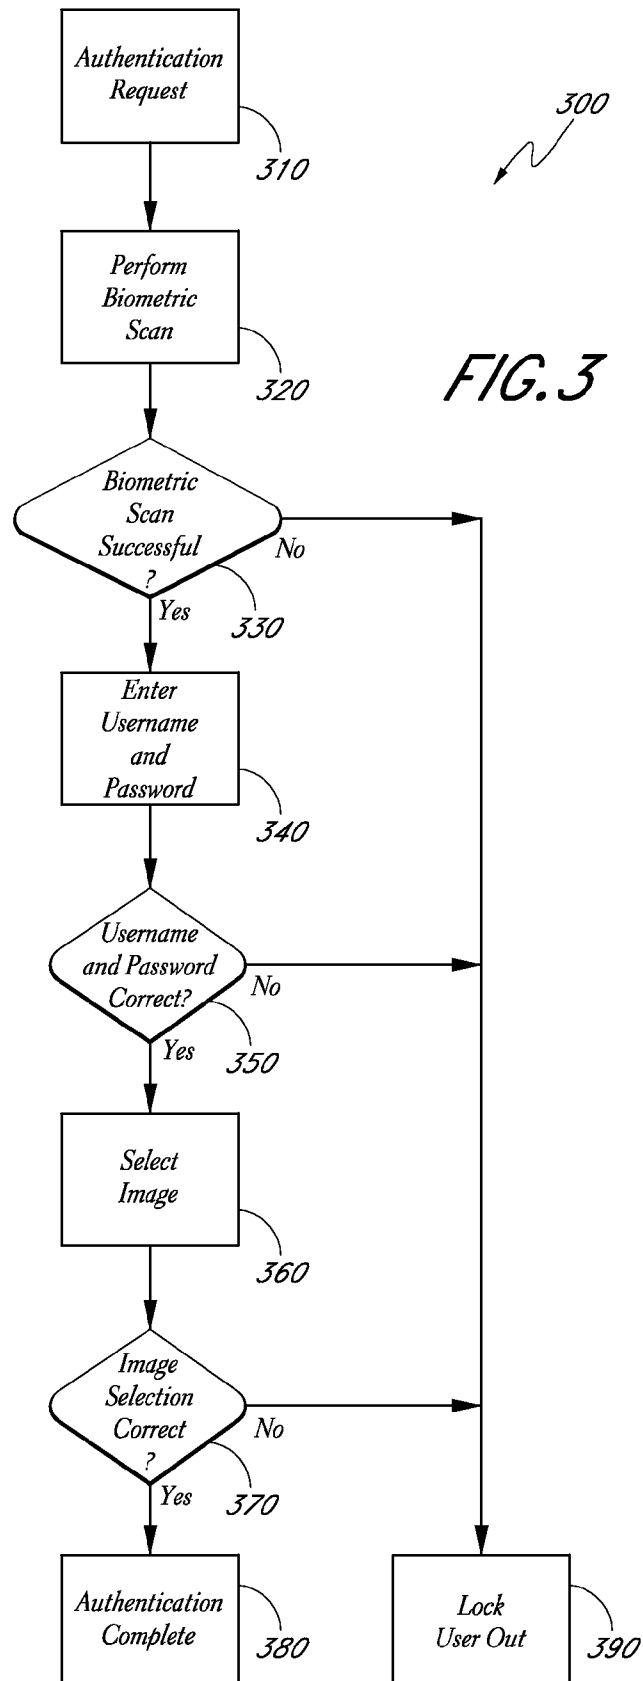 Authentication
Request
310
300
Perform
Biometric
Scan
320
FIG. 3
Biometric
Scan
Successful
?
No
Yes
330
Enter
Username
and
Password
340
Username
and Password
Correct?
No
Yes
350
Select
Image
360
Image
Selection
Correct
?
No
Yes
370
Authentication
Complete
380
Lock
User Out
390